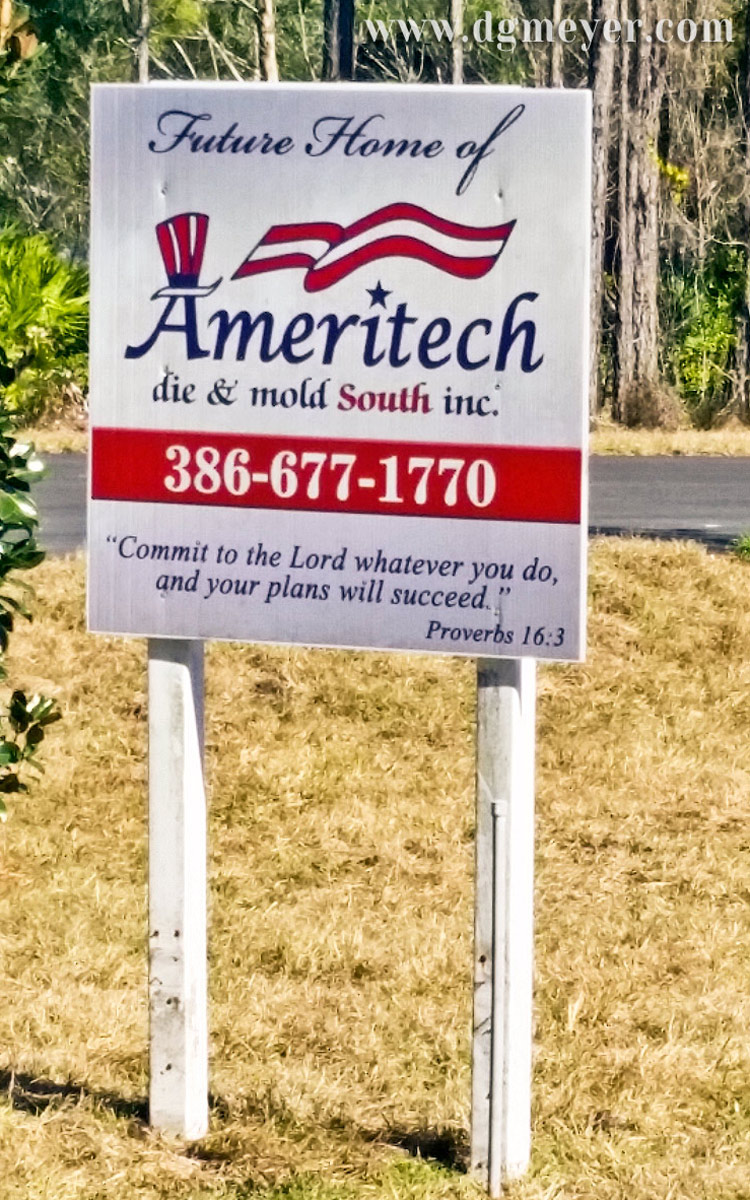 www.dgmeyer.com
Future Home of
Ameritech
die & mold South inc.
386-677-1770
"Commit to the Lord whatever you do,
and your plans will succeed."
Proverbs 16:3